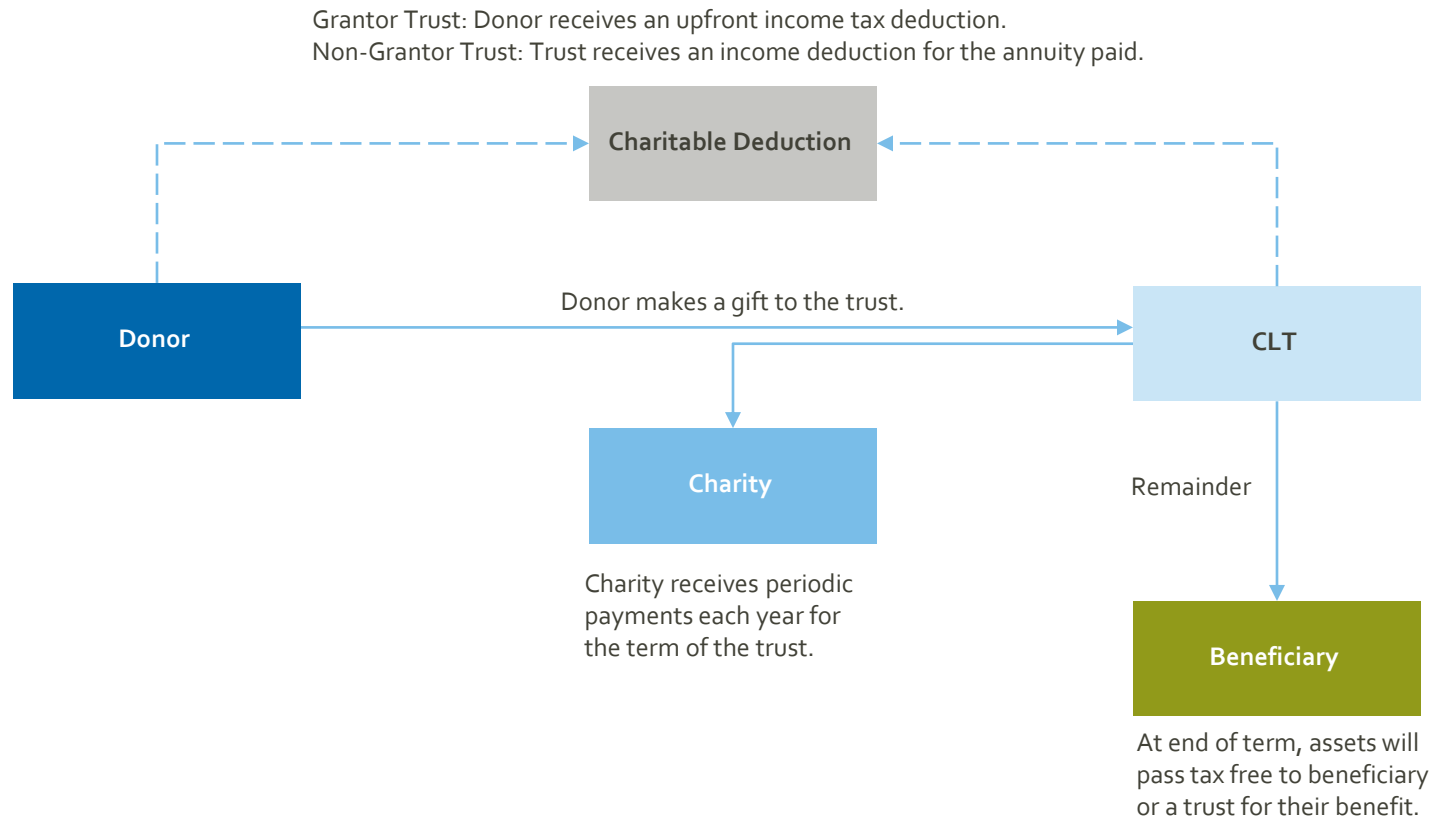 Grantor Trust: Donor receives an upfront income tax deduction.
Non-Grantor Trust: Trust receives an income deduction for the annuity paid.
Charitable Deduction
Donor makes a gift to the trust.
Donor
CLT
Charity
Remainder
Charity receives periodic
payments each year for
the term of the trust.
Beneficiary
At end of term, assets will
pass tax free to beneficiary
or a trust for their benefit.